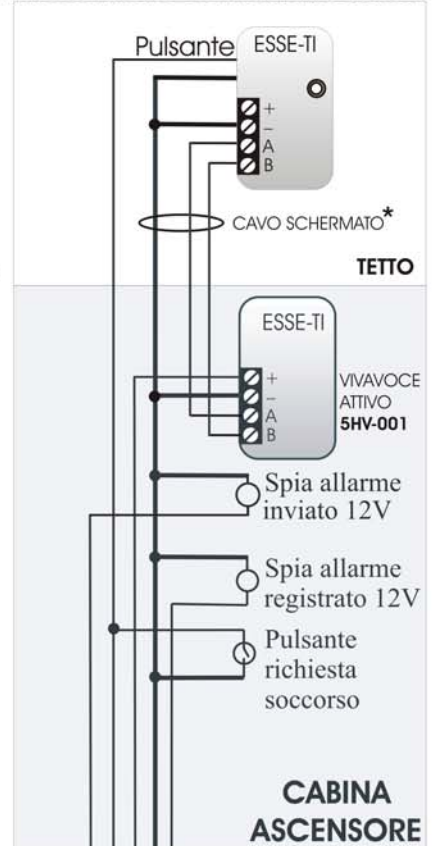 Pulsante
ESSE-TI
+
−
A
B
CAVO SCHERMATO*
TETTO
ESSE-TI
+
−
A
B
VIVAVOCE
ATTIVO
5HV-001
Spia allarme
inviato 12V
Spia allarme
registrato 12V
Pulsante
richiesta
soccorso
CABINA
ASCENSORE